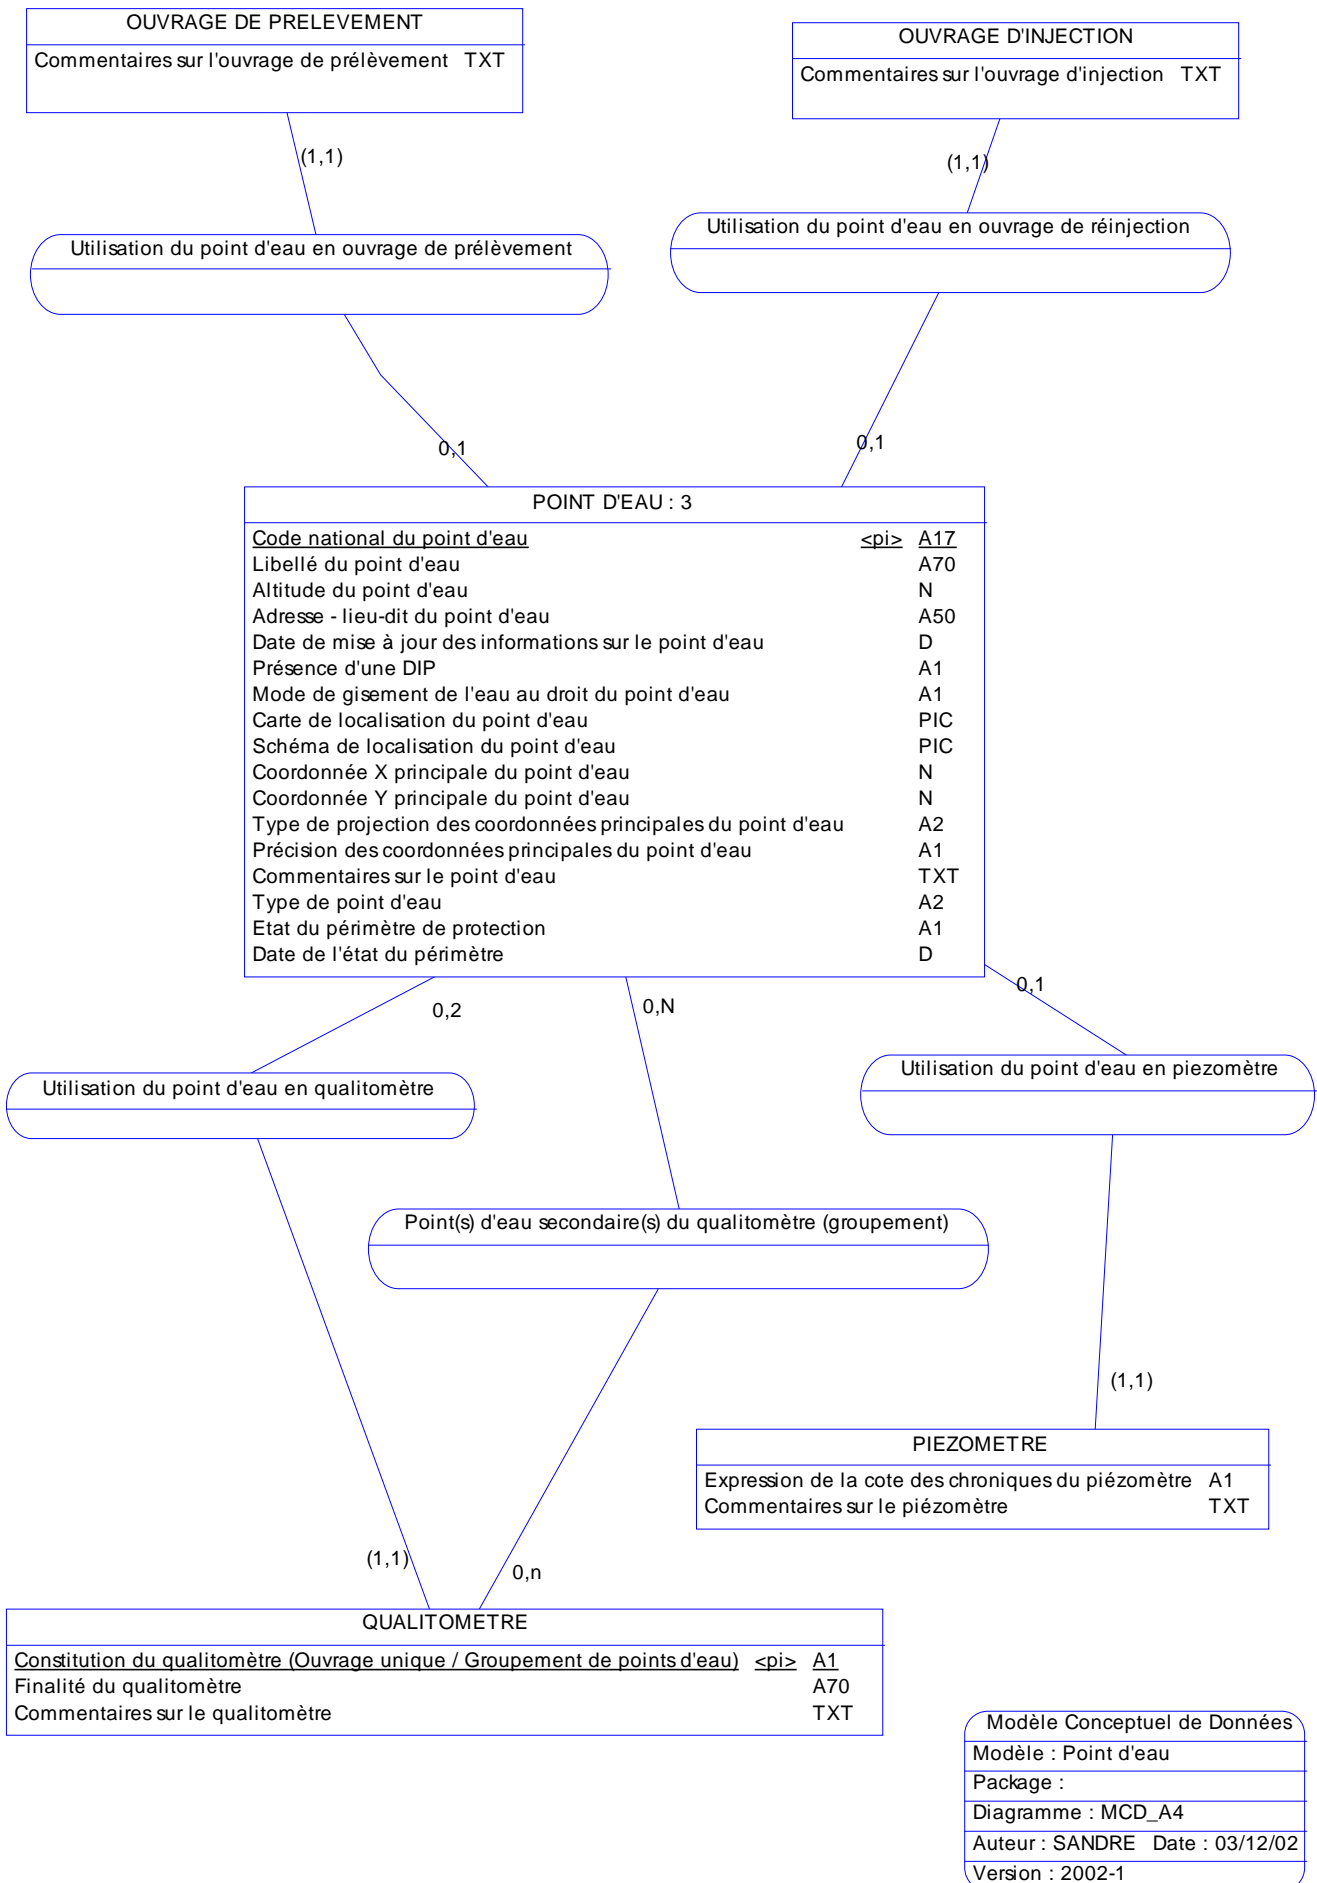 OUVRAGE DE PRELEVEMENT
Commentaires sur l'ouvrage de prélèvement TXT
OUVRAGE D'INJECTION
Commentaires sur l'ouvrage d'injection TXT
(1,1)
(1,1)
Utilisation du point d'eau en ouvrage de prélèvement
Utilisation du point d'eau en ouvrage de réinjection
0,1
0,1
POINT D'EAU : 3
Code national du point d'eau <pi> A17
Libellé du point d'eau A70
Altitude du point d'eau N
Adresse - lieu-dit du point d'eau A50
Date de mise à jour des informations sur le point d'eau D
Présence d'une DIP A1
Mode de gisement de l'eau au droit du point d'eau A1
Carte de localisation du point d'eau PIC
Schéma de localisation du point d'eau PIC
Coordonnée X principale du point d'eau N
Coordonnée Y principale du point d'eau N
Type de projection des coordonnées principales du point d'eau A2
Précision des coordonnées principales du point d'eau A1
Commentaires sur le point d'eau TXT
Type de point d'eau A2
Etat du périmètre de protection A1
Date de l'état du périmètre D
0,2
0,N
0,1
Utilisation du point d'eau en qualitomètre
Utilisation du point d'eau en piezomètre
Point(s) d'eau secondaire(s) du qualitomètre (groupement)
(1,1)
PIEZOMETRE
Expression de la cote des chroniques du piézomètre A1
Commentaires sur le piézomètre TXT
(1,1)
0,n
QUALITOMETRE
Constitution du qualitomètre (Ouvrage unique / Groupement de points d'eau) <pi> A1
Finalité du qualitomètre A70
Commentaires sur le qualitomètre TXT
Modèle Conceptuel de Données
Modèle : Point d'eau
Package :
Diagramme : MCD_A4
Auteur : SANDRE Date : 03/12/02
Version : 2002-1